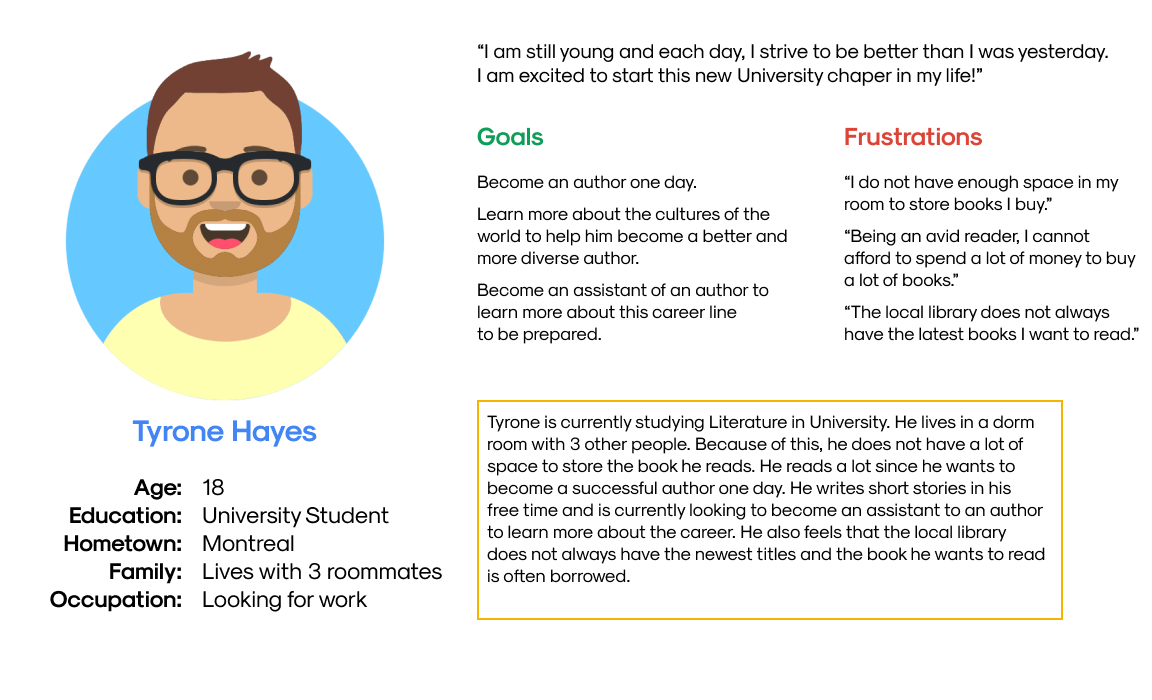 “I am still young and each day, I strive to be better than I was yesterday.
I am excited to start this new University chaper in my life!”
Goals
Become an author one day.
Learn more about the cultures of the
world to help him become a better and
more diverse author.
Become an assistant of an author to
learn more about this career line
to be prepared.
Frustrations
“I do not have enough space in my
room to store books I buy.”
“Being an avid reader, I cannot
afford to spend a lot of money to buy
a lot of books.”
“The local library does not always
have the latest books I want to read.”
Tyrone Hayes
Age: 18
Education: University Student
Hometown: Montreal
Family: Lives with 3 roommates
Occupation: Looking for work
Tyrone is currently studying Literature in University. He lives in a dorm
room with 3 other people. Because of this, he does not have a lot of
space to store the book he reads. He reads a lot since he wants to
become a successful author one day. He writes short stories in his
free time and is currently looking to become an assistant to an author
to learn more about the career. He also feels that the local library
does not always have the newest titles and the book he wants to read
is often borrowed.